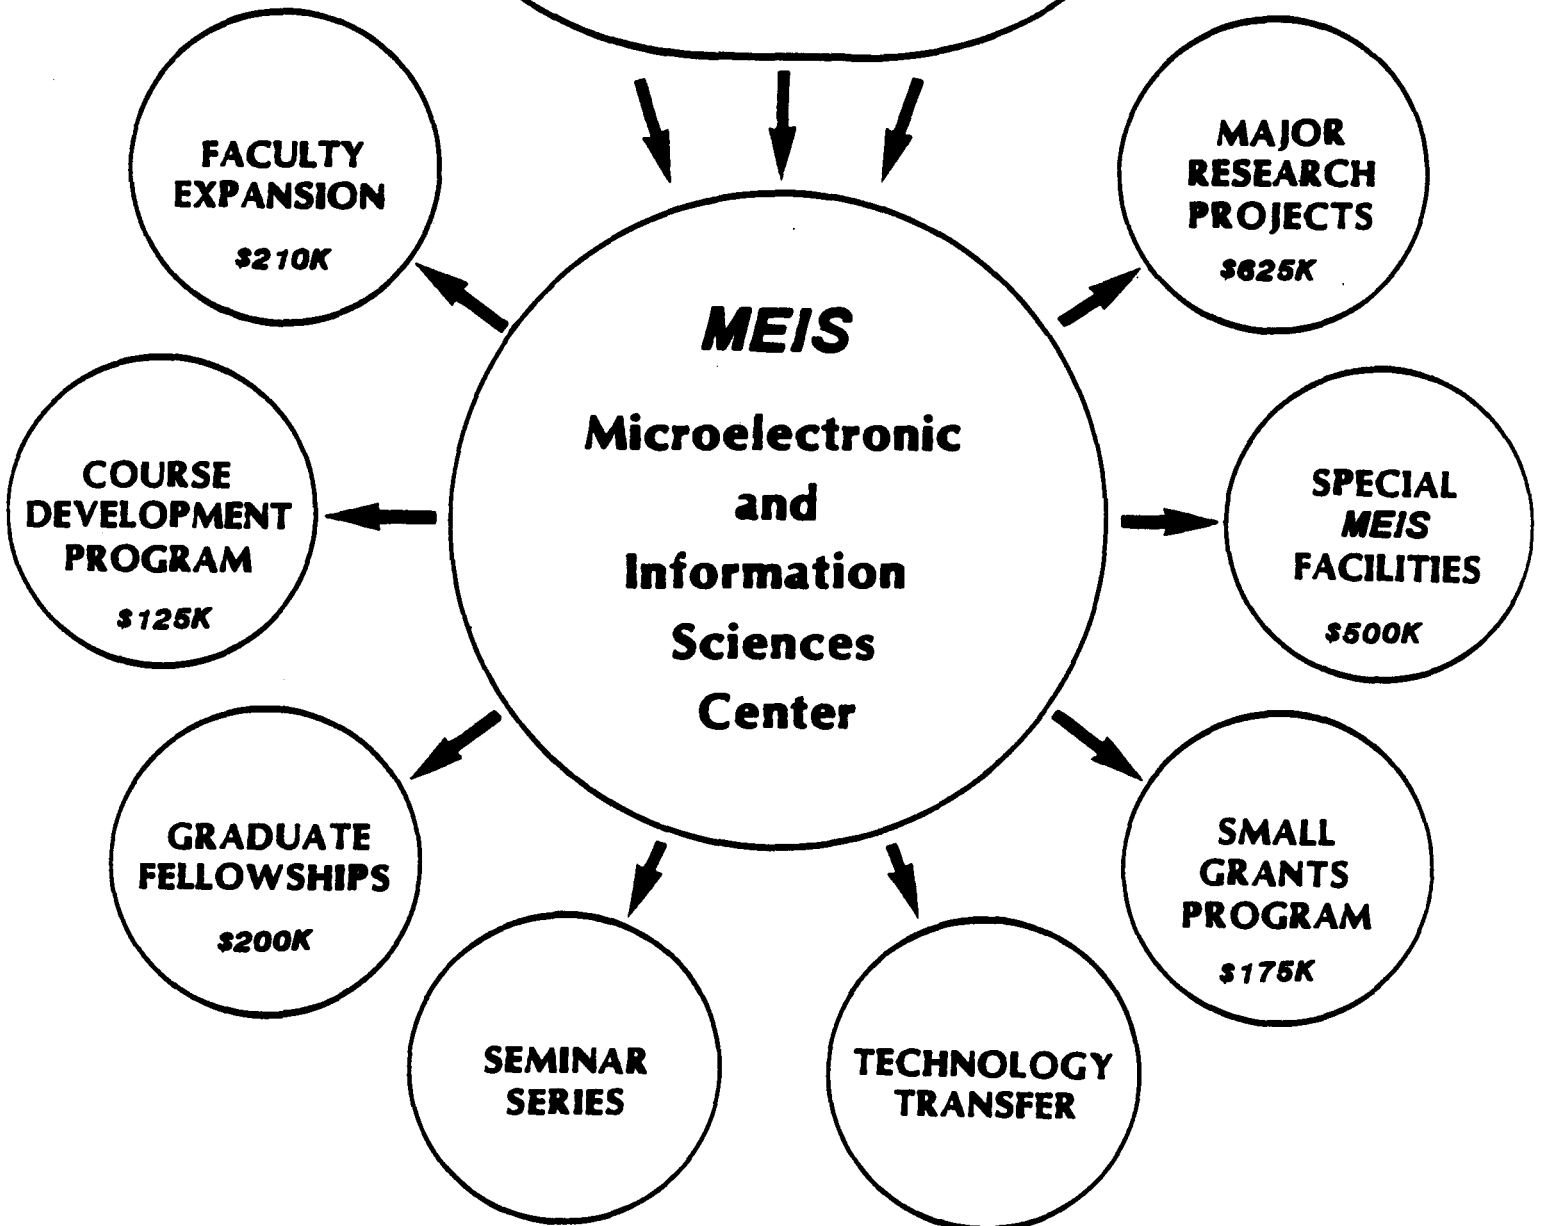 FACULTY
EXPANSION
$210K
MAJOR
RESEARCH
PROJECTS
$625K
MEIS
Microelectronic
and
Information
Sciences
Center
COURSE
DEVELOPMENT
PROGRAM
$125K
SPECIAL
MEIS
FACILITIES
$500K
GRADUATE
FELLOWSHIPS
$200K
SMALL
GRANTS
PROGRAM
$175K
SEMINAR
SERIES
TECHNOLOGY
TRANSFER